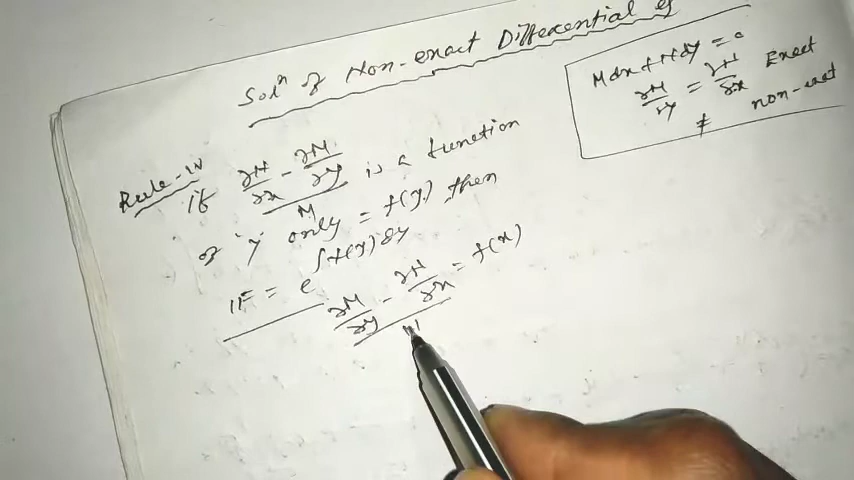 Solⁿ of Non-exact Differential eq
Mdx + Ndy = 0
∂M/∂y = ∂N/∂x Exact
≠ non-exact
Rule-IV
If (∂N/∂x - ∂M/∂y)/M is a function
of 'y' only = f(y) then
IF = e^∫f(y)dy
(∂M/∂y - ∂N/∂x)/N = f(x)